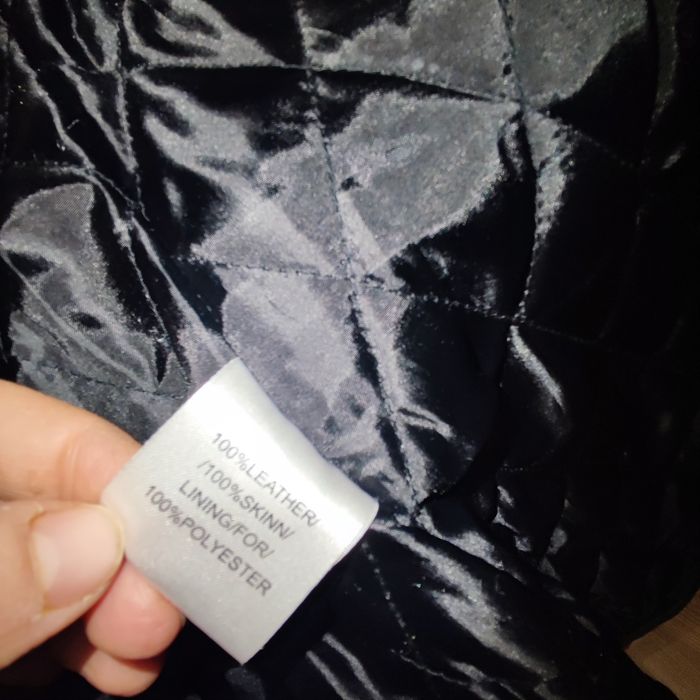 100%LEATHER/
/100%SKINN/
LINING/FOR/
100%POLYESTER